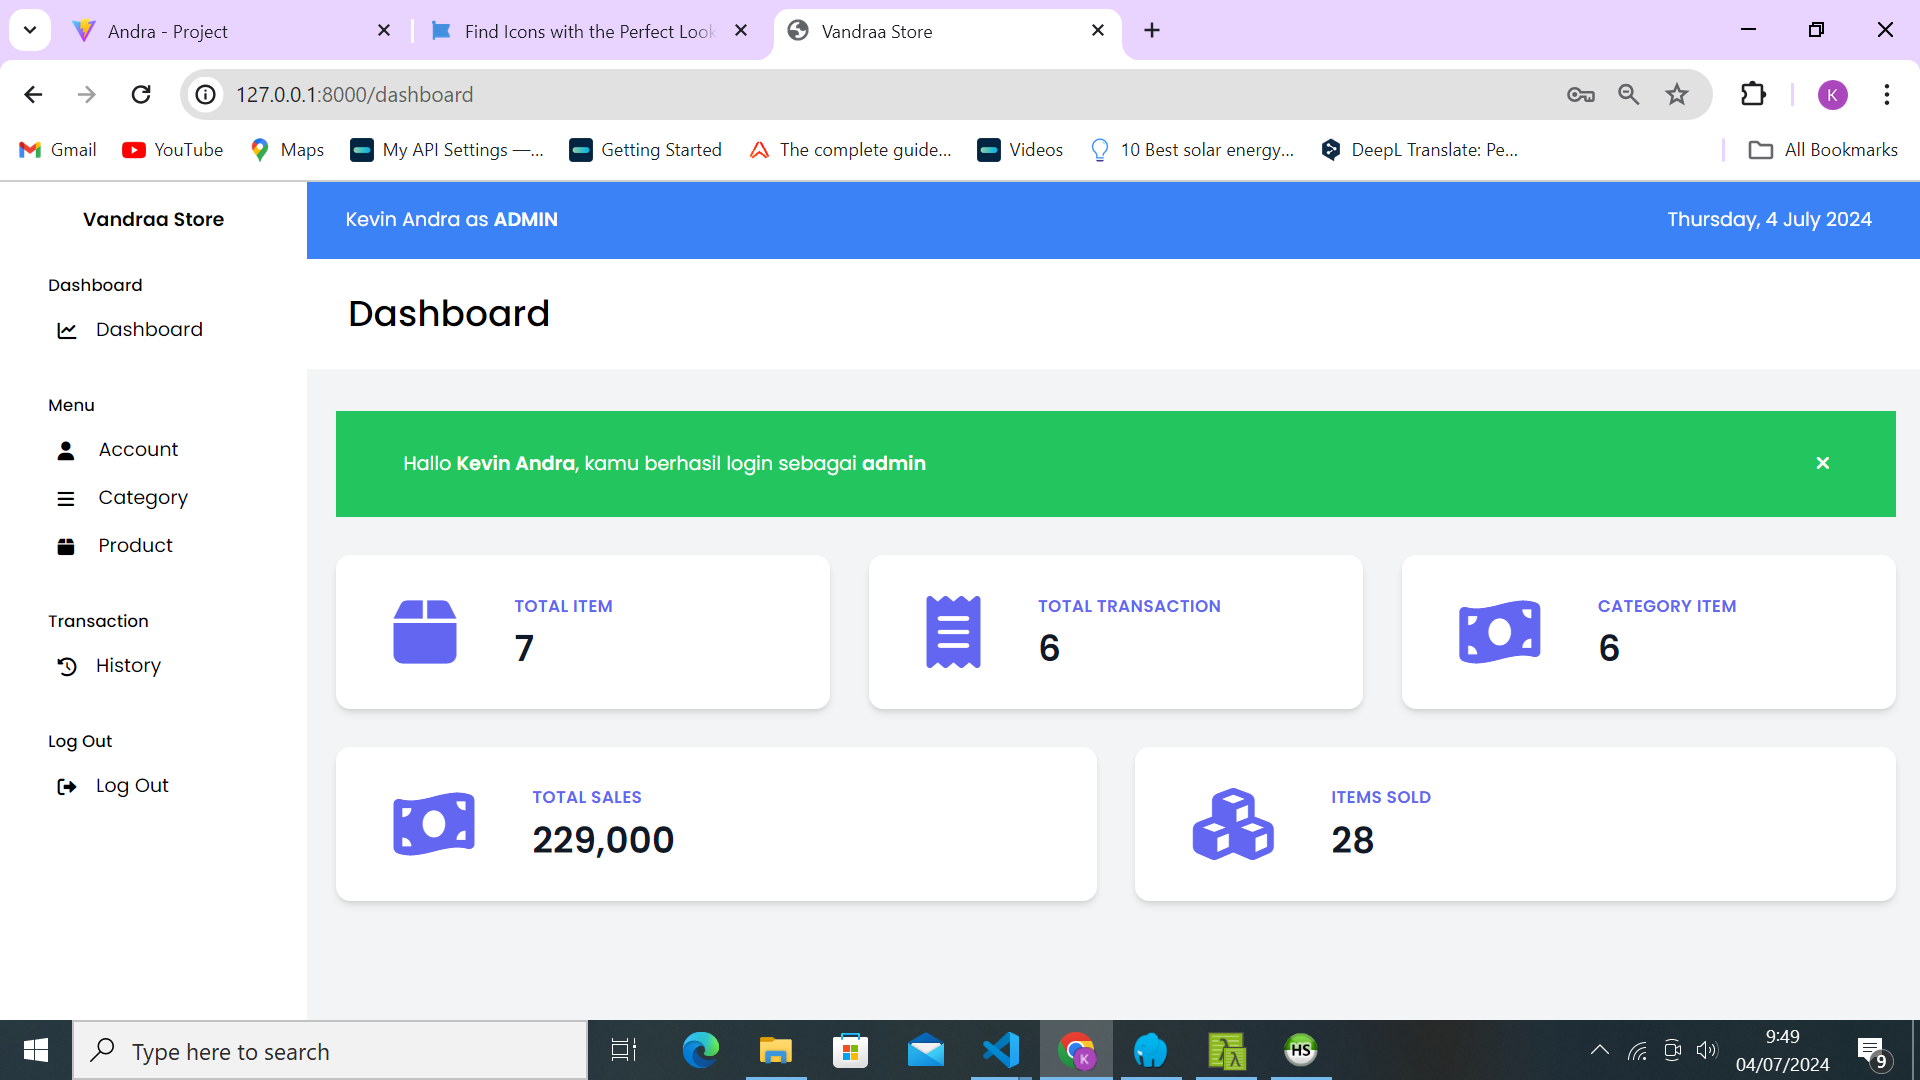 Andra - Project
Find Icons with the Perfect Look
Vandraa Store
127.0.0.1:8000/dashboard
K
Gmail
YouTube
Maps
My API Settings —...
Getting Started
The complete guide...
Videos
10 Best solar energy...
DeepL Translate: Pe...
All Bookmarks
Vandraa Store
Kevin Andra as ADMIN
Thursday, 4 July 2024
Dashboard
Dashboard
Menu
Account
Category
Product
Transaction
History
Log Out
Log Out
Dashboard
Hallo Kevin Andra, kamu berhasil login sebagai admin
TOTAL ITEM
7
TOTAL TRANSACTION
6
CATEGORY ITEM
6
TOTAL SALES
229,000
ITEMS SOLD
28
Type here to search
K
λ
HS
9:49
04/07/2024
9